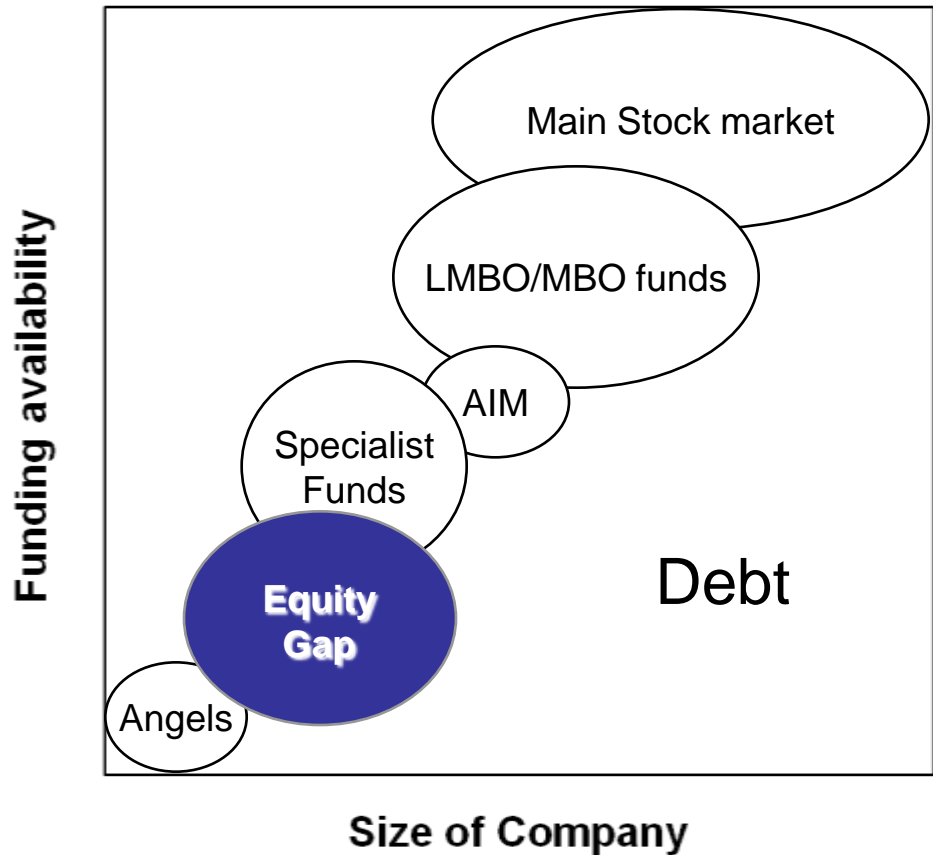 Main Stock market
LMBO/MBO funds
AIM
Specialist
Funds
Equity
Gap
Debt
Angels
Funding availability
Size of Company